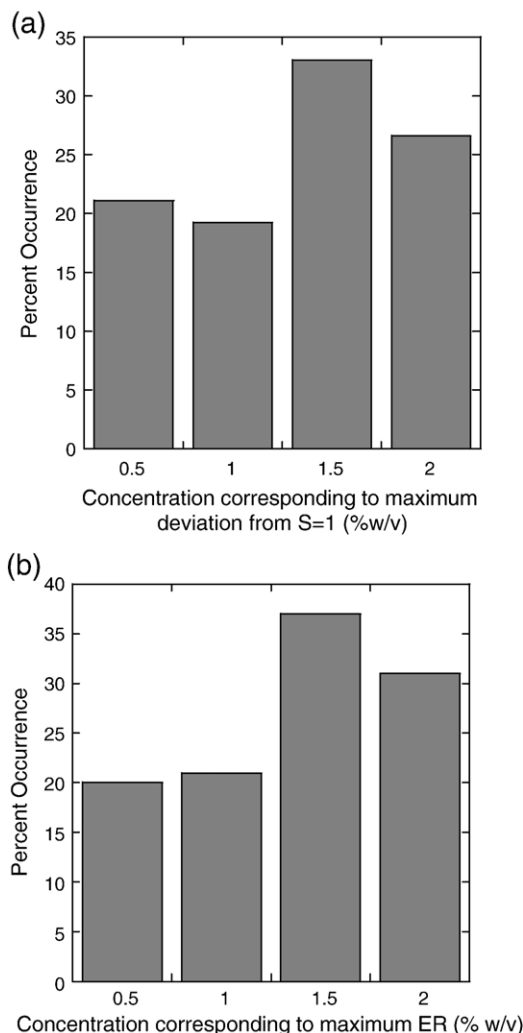 (a)
35
30
25
20
15
10
5
0
Percent Occurrence
0.5 1 1.5 2
Concentration corresponding to maximum
deviation from S=1 (%w/v)
(b)
40
35
30
25
20
15
10
5
0
Percent Occurrence
0.5 1 1.5 2
Concentration corresponding to maximum ER (% w/v)